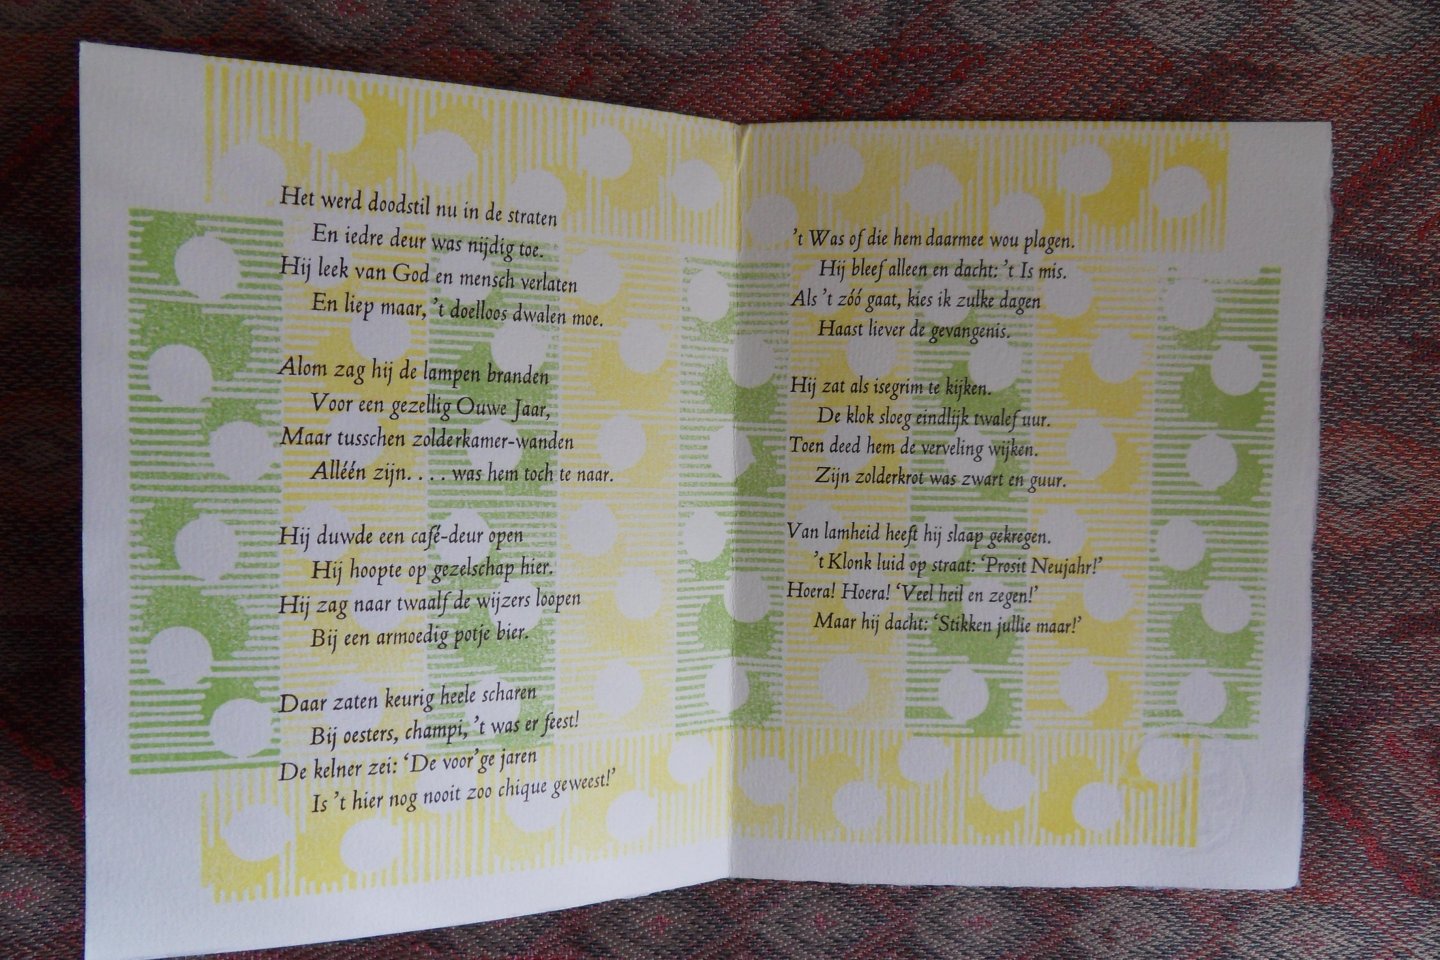 Het werd doodstil nu in de straten
En iedre deur was nijdig toe.
Hij leek van God en mensch verlaten
En liep maar, 't doelloos dwalen moe.
Alom zag hij de lampen branden
Voor een gezellig Ouwe Jaar,
Maar tusschen zolderkamer-wanden
Alléén zijn. . . . was hem toch te naar.
Hij duwde een café-deur open
Hij hoopte op gezelschap hier.
Hij zag naar twaalf de wijzers loopen
Bij een armoedig potje bier.
Daar zaten keurig heele scharen
Bij oesters, champi, 't was er feest!
De kelner zei: ‘De voor'ge jaren
Is 't hier nog nooit zoo chique geweest!’
't Was of die hem daarmee wou plagen.
Hij bleef alleen en dacht: 't Is mis.
Als 't zóó gaat, kies ik zulke dagen
Haast liever de gevangenis.
Hij zat als isegrim te kijken.
De klok sloeg eindlijk twalef uur.
Toen deed hem de verveling wijken.
Zijn zolderkrot was zwart en guur.
Van lamheid heeft hij slaap gekregen.
't Klonk luid op straat: ‘Prosit Neujahr!’
Hoera! Hoera! ‘Veel heil en zegen!’
Maar hij dacht: ‘Stikken jullie maar!’